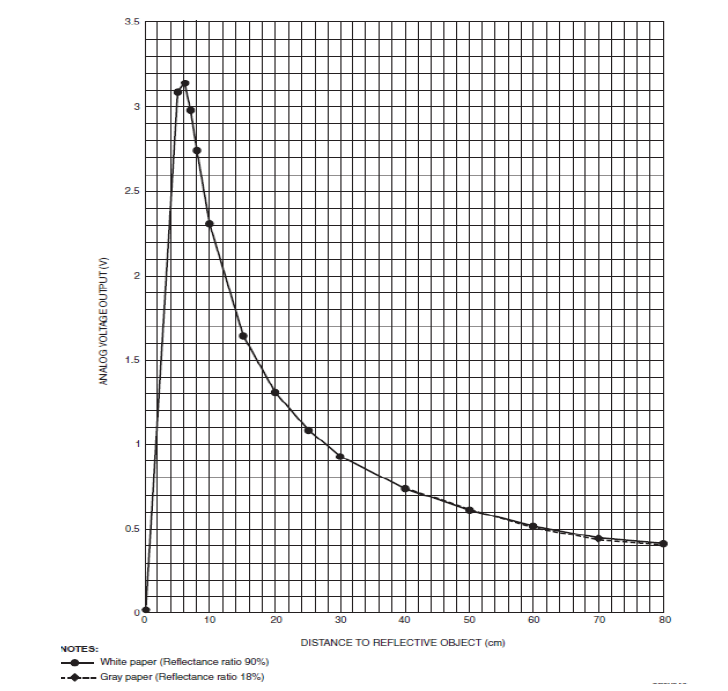 3.5
3
2.5
2
1.5
1
0.5
0
ANALOG VOLTAGE OUTPUT (V)
0 10 20 30 40 50 60 70 80
DISTANCE TO REFLECTIVE OBJECT (cm)
NOTES:
White paper (Reflectance ratio 90%)
Gray paper (Reflectance ratio 18%)